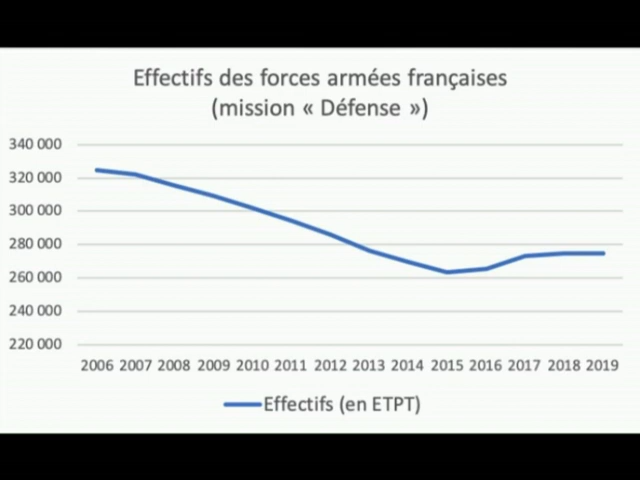 Effectifs des forces armées françaises
(mission « Défense »)
340 000
320 000
300 000
280 000
260 000
240 000
220 000
2006 2007 2008 2009 2010 2011 2012 2013 2014 2015 2016 2017 2018 2019
Effectifs (en ETPT)